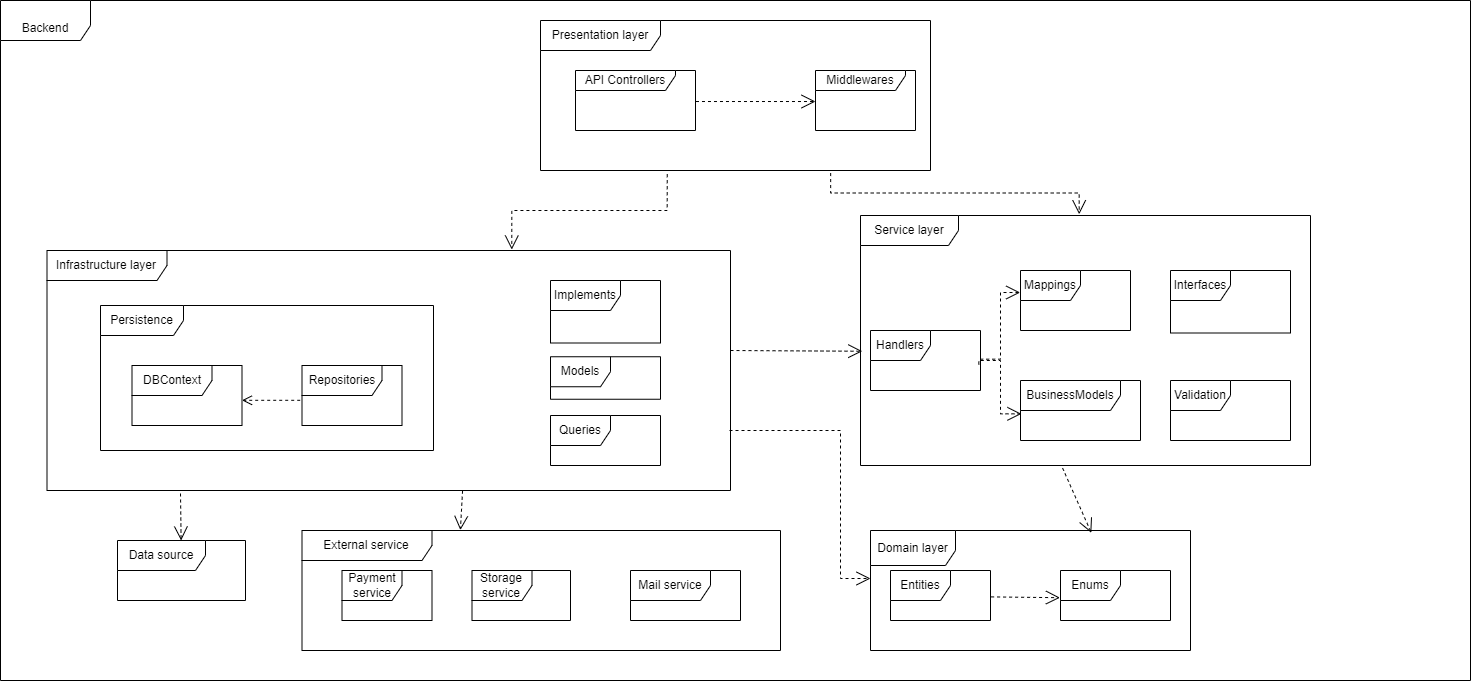 Backend
Presentation layer
API Controllers
Middlewares
Infrastructure layer
Persistence
DBContext
Repositories
Implements
Models
Queries
Service layer
Handlers
Mappings
Interfaces
BusinessModels
Validation
Data source
External service
Payment
service
Storage
service
Mail service
Domain layer
Entities
Enums